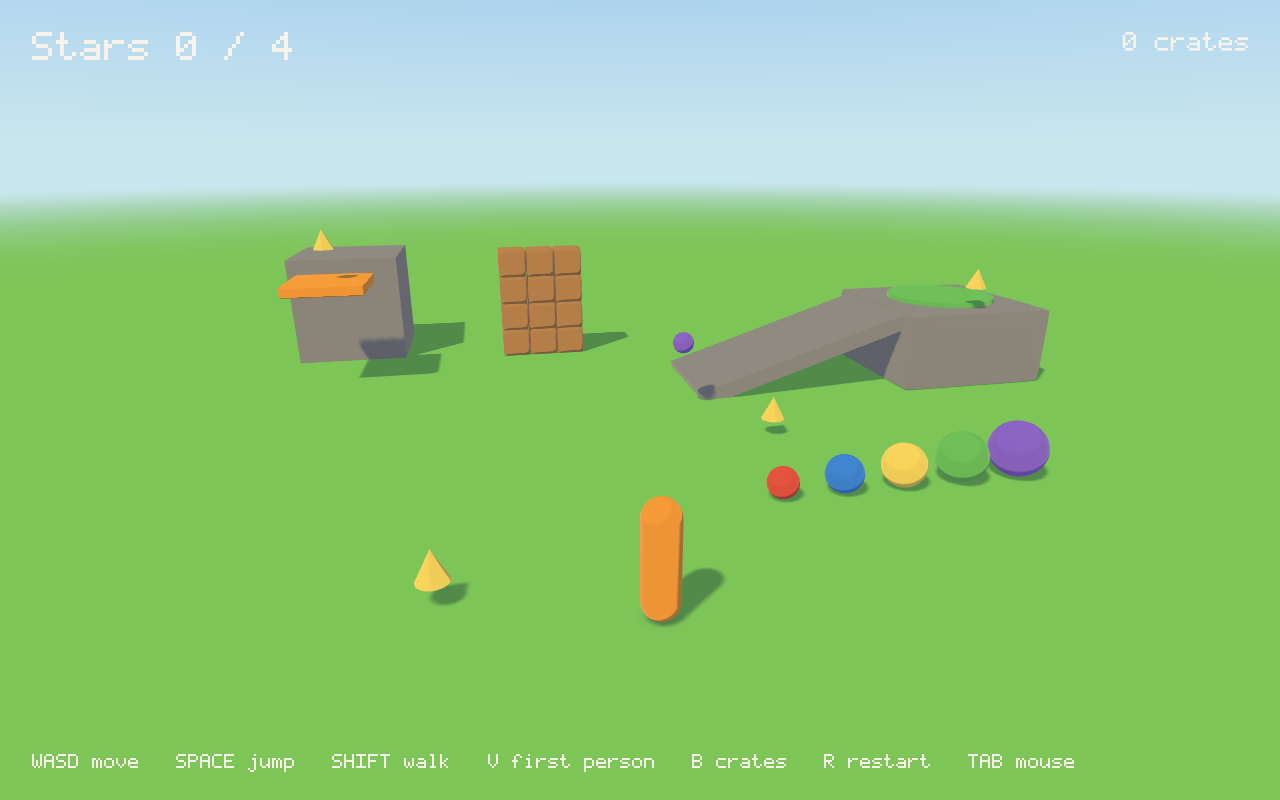 Stars 0 / 4
0 crates
WASD move SPACE jump SHIFT walk V first person B crates R restart TAB mouse